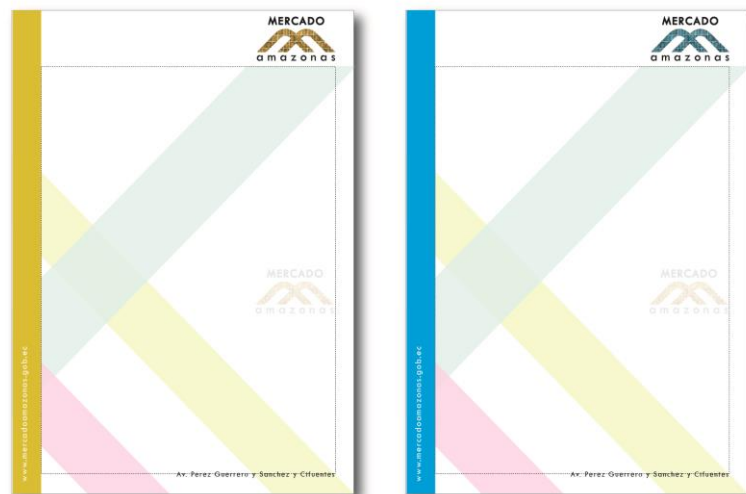 MERCADO
amazonas
MERCADO
amazonas
www.mercadoamazonas.gob.ec
Av. Perez Guerrero y Sanchez y Cifuentes
MERCADO
amazonas
MERCADO
amazonas
www.mercadoamazonas.gob.ec
Av. Perez Guerrero y Sanchez y Cifuentes